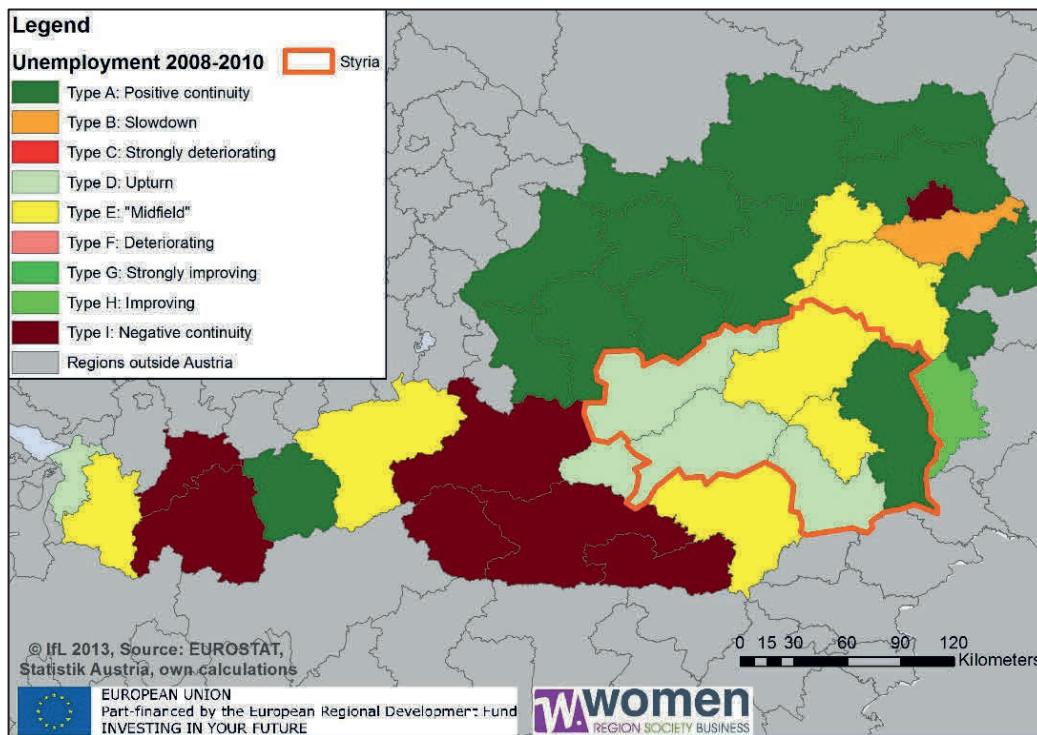 Legend
Unemployment 2008-2010 Styria
Type A: Positive continuity
Type B: Slowdown
Type C: Strongly deteriorating
Type D: Upturn
Type E: "Midfield"
Type F: Deteriorating
Type G: Strongly improving
Type H: Improving
Type I: Negative continuity
Regions outside Austria
© IfL 2013, Source: EUROSTAT,
Statistik Austria, own calculations
0 15 30 60 90 120
Kilometers
EUROPEAN UNION
Part-financed by the European Regional Development Fund
INVESTING IN YOUR FUTURE
W. women
REGION SOCIETY BUSINESS